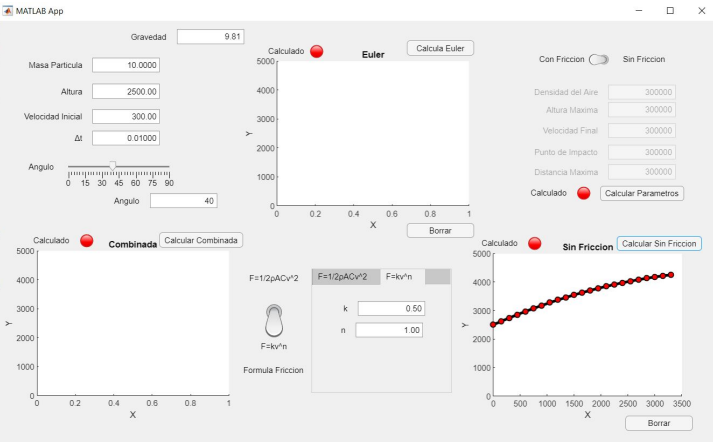 MATLAB App
Gravedad 9.81
Masa Particula 10.0000
Altura 2500.00
Velocidad Inicial 300.00
Δt 0.01000
Angulo
0 15 30 45 60 75 90
Angulo 40
Calculado Euler Calcula Euler
5000
4000
3000
2000
1000
0
Y
0 0.2 0.4 0.6 0.8 1
X
Borrar
Con Friccion Sin Friccion
Densidad del Aire 300000
Altura Maxima 300000
Velocidad Final 300000
Punto de Impacto 300000
Distancia Maxima 300000
Calculado Calcular Parametros
Calculado Combinada Calcular Combinada
5000
4000
3000
2000
1000
0
Y
0 0.2 0.4 0.6 0.8 1
X
F=1/2ρACv^2
F=kv^n
Formula Friccion
F=1/2ρACv^2 F=kv^n
k 0.50
n 1.00
Calculado Sin Friccion Calcular Sin Friccion
5000
4000
3000
2000
1000
0
Y
0 500 1000 1500 2000 2500 3000 3500
X
Borrar